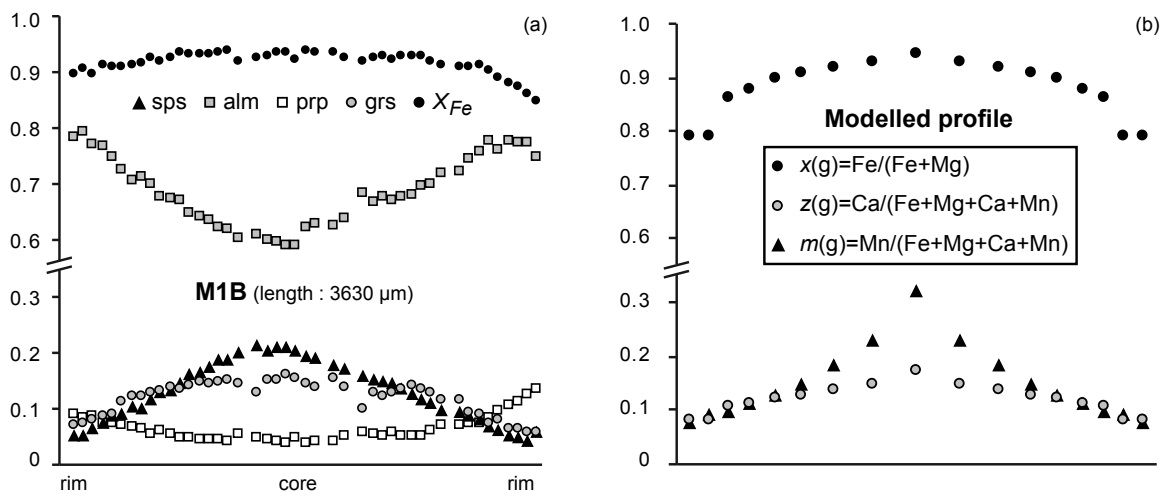 (a)
1.0
0.9
0.8
0.7
0.6
0.3
0.2
0.1
0
sps alm prp grs XFe
M1B (length : 3630 µm)
rim core rim
(b)
1.0
0.9
0.8
0.7
0.6
0.3
0.2
0.1
0
Modelled profile
x(g)=Fe/(Fe+Mg)
z(g)=Ca/(Fe+Mg+Ca+Mn)
m(g)=Mn/(Fe+Mg+Ca+Mn)